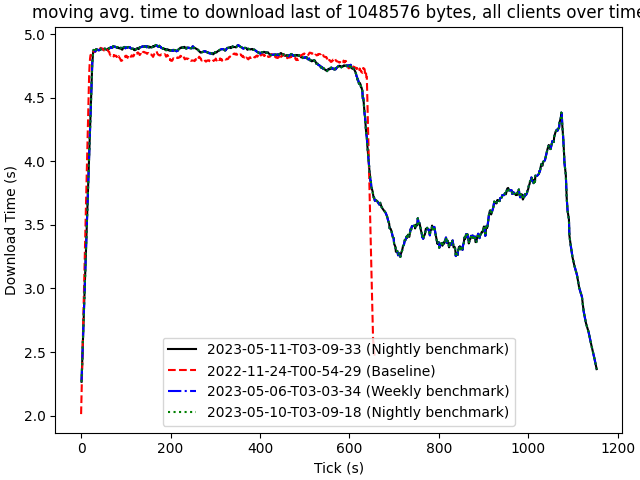 moving avg. time to download last of 1048576 bytes, all clients over time
5.0
4.5
4.0
3.5
3.0
2.5
2.0
Download Time (s)
2023-05-11-T03-09-33 (Nightly benchmark)
2022-11-24-T00-54-29 (Baseline)
2023-05-06-T03-03-34 (Weekly benchmark)
2023-05-10-T03-09-18 (Nightly benchmark)
0 200 400 600 800 1000 1200
Tick (s)